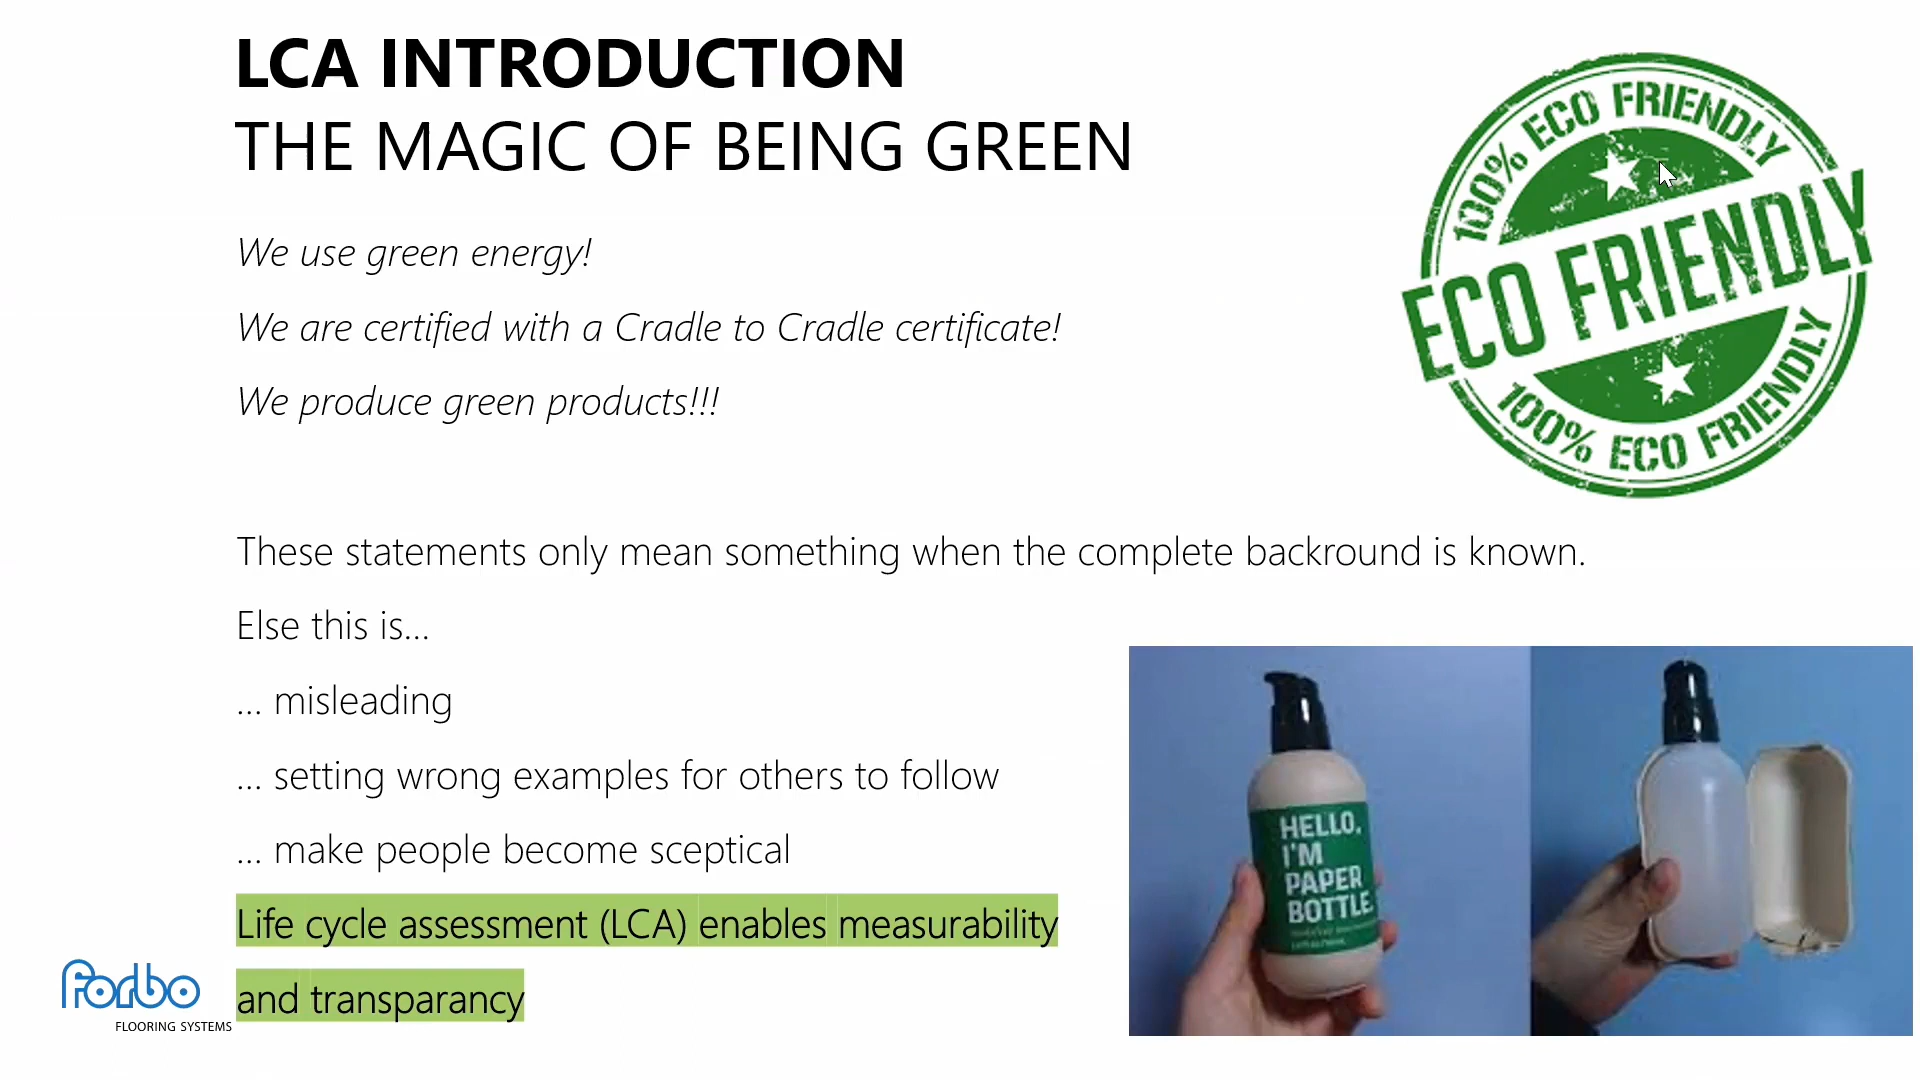 LCA INTRODUCTION
THE MAGIC OF BEING GREEN
We use green energy!
We are certified with a Cradle to Cradle certificate!
We produce green products!!!
100% ECO FRIENDLY
ECO FRIENDLY
100% ECO FRIENDLY
These statements only mean something when the complete backround is known.
Else this is...
... misleading
... setting wrong examples for others to follow
... make people become sceptical
Life cycle assessment (LCA) enables measurability
and transparancy
HELLO,
I'M
PAPER
BOTTLE
forbo
FLOORING SYSTEMS